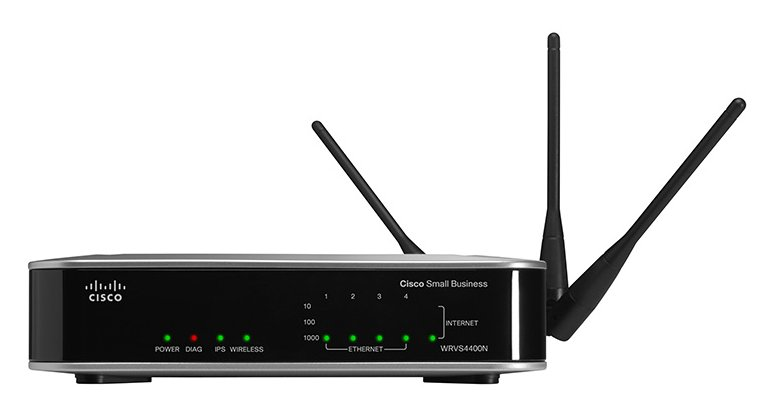 CISCO
Cisco Small Business
1 2 3 4
10
100
INTERNET
1000
ETHERNET
POWER DIAG IPS WIRELESS
WRVS4400N